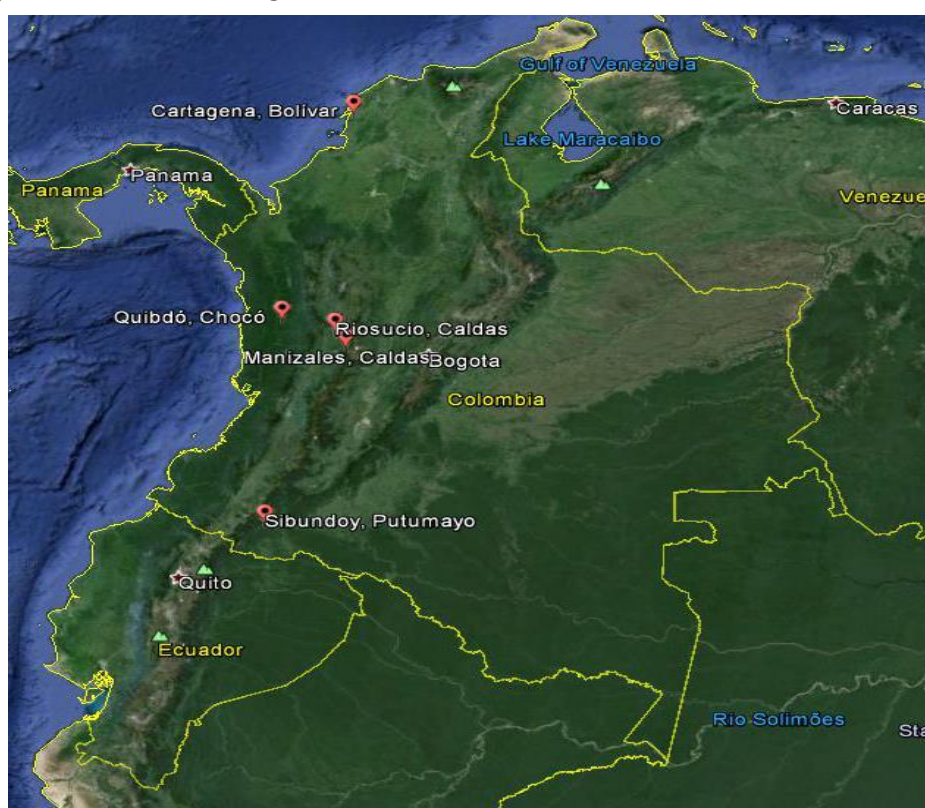 Gulf of Venezuela
Cartagena, Bolívar
Caracas
Lake Maracaibo
Panama
Panama
Venezue
Quibdó, Chocó
Riosucio, Caldas
Manizales, Caldas
Bogota
Colombia
Sibundoy, Putumayo
Quito
Ecuador
Rio Solimões
Sta